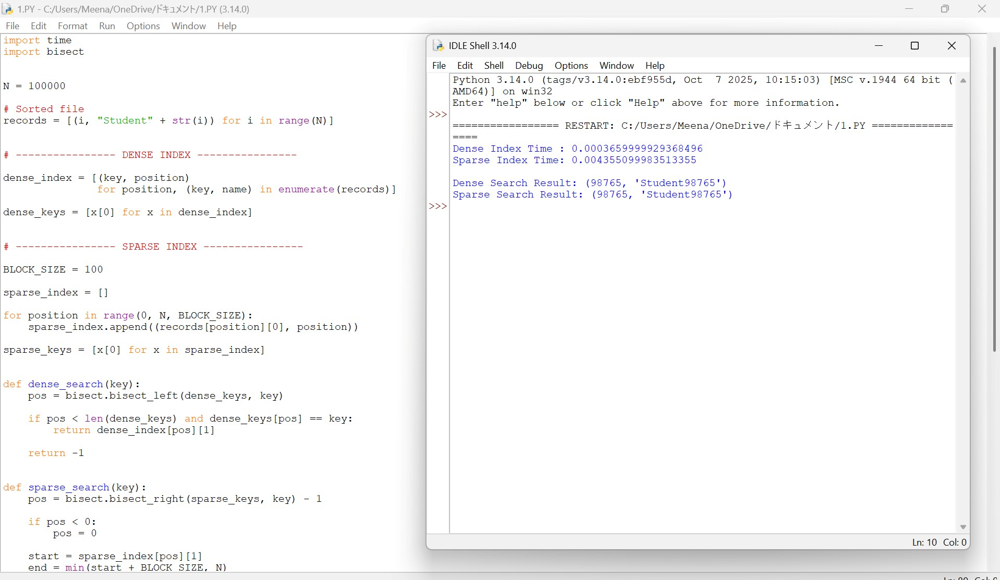 1.PY - C:/Users/Meena/OneDrive/ドキュメント/1.PY (3.14.0)
File Edit Format Run Options Window Help
import time
import bisect
N = 100000
# Sorted file
records = [(i, "Student" + str(i)) for i in range(N)]
# ---------------- DENSE INDEX ----------------
dense_index = [(key, position)
for position, (key, name) in enumerate(records)]
dense_keys = [x[0] for x in dense_index]
# ---------------- SPARSE INDEX ----------------
BLOCK_SIZE = 100
sparse_index = []
for position in range(0, N, BLOCK_SIZE):
sparse_index.append((records[position][0], position))
sparse_keys = [x[0] for x in sparse_index]
def dense_search(key):
pos = bisect.bisect_left(dense_keys, key)
if pos < len(dense_keys) and dense_keys[pos] == key:
return dense_index[pos][1]
return -1
def sparse_search(key):
pos = bisect.bisect_right(sparse_keys, key) - 1
if pos < 0:
pos = 0
start = sparse_index[pos][1]
end = min(start + BLOCK_SIZE, N)
IDLE Shell 3.14.0
File Edit Shell Debug Options Window Help
Python 3.14.0 (tags/v3.14.0:ebf955d, Oct  7 2025, 10:15:03) [MSC v.1944 64 bit (
AMD64)] on win32
Enter "help" below or click "Help" above for more information.
>>>
================= RESTART: C:/Users/Meena/OneDrive/ドキュメント/1.PY =============
====
Dense Index Time : 0.0003659999929368496
Sparse Index Time: 0.004355099983513355
Dense Search Result: (98765, 'Student98765')
Sparse Search Result: (98765, 'Student98765')
>>>
Ln: 10 Col: 0